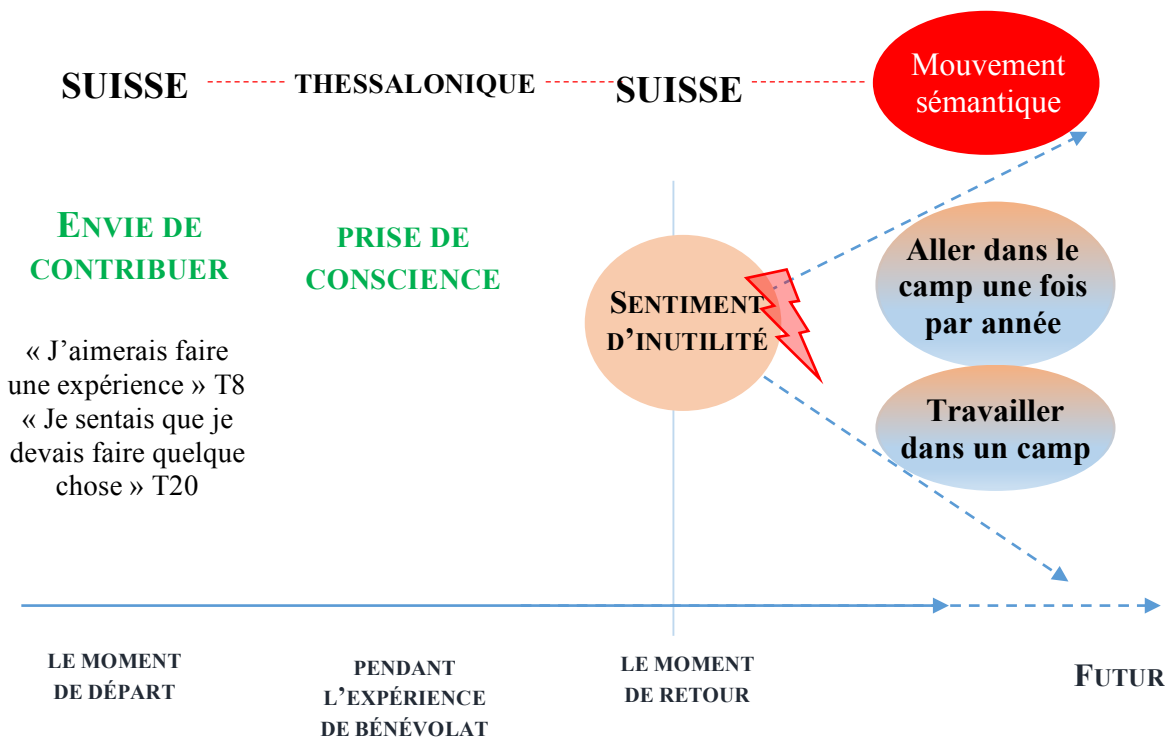 SUISSE
THESSALONIQUE
SUISSE
Mouvement
sémantique
ENVIE DE
CONTRIBUER
PRISE DE
CONSCIENCE
SENTIMENT
D’INUTILITÉ
Aller dans le
camp une fois
par année
Travailler
dans un camp
« J’aimerais faire
une expérience » T8
« Je sentais que je
devais faire quelque
chose » T20
LE MOMENT
DE DÉPART
PENDANT
L’EXPÉRIENCE
DE BÉNÉVOLAT
LE MOMENT
DE RETOUR
FUTUR